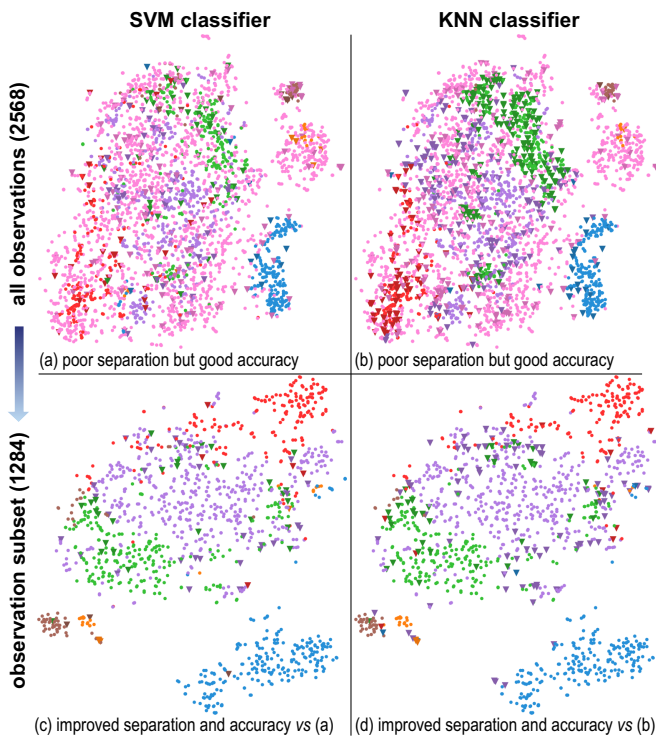 SVM classifier
KNN classifier
all observations (2568)
(a) poor separation but good accuracy
(b) poor separation but good accuracy
observation subset (1284)
(c) improved separation and accuracy vs (a)
(d) improved separation and accuracy vs (b)